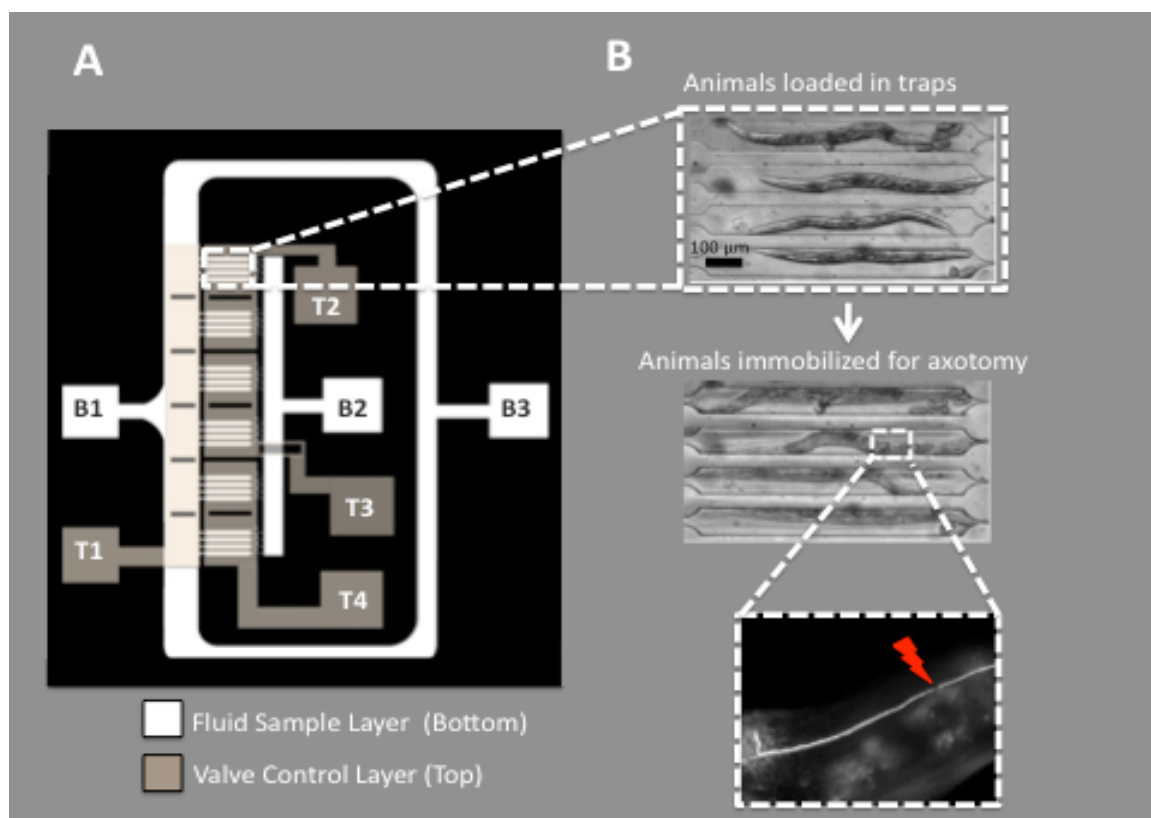 A
B
Animals loaded in traps
100 μm
T2
Animals immobilized for axotomy
B1
B2
B3
T3
T1
T4
Fluid Sample Layer (Bottom)
Valve Control Layer (Top)